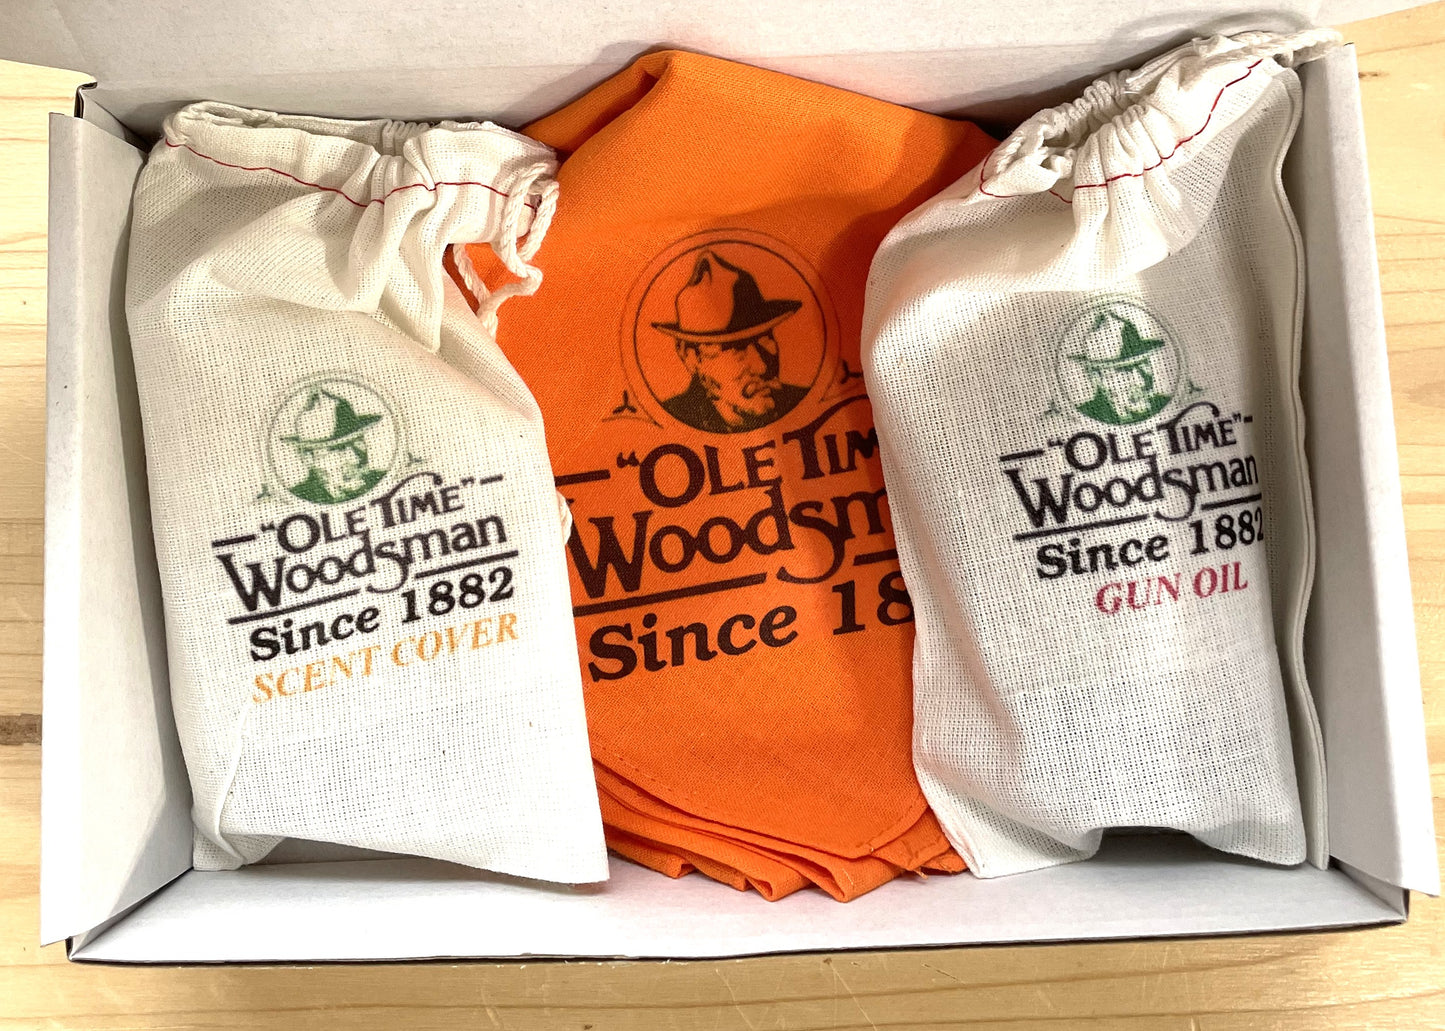 "OLE TIME"
Woodsman
Since 1882
SCENT COVER
"OLE TIM
Woodsm
Since 18
"OLE TIME"
Woodsman
Since 1882
GUN OIL